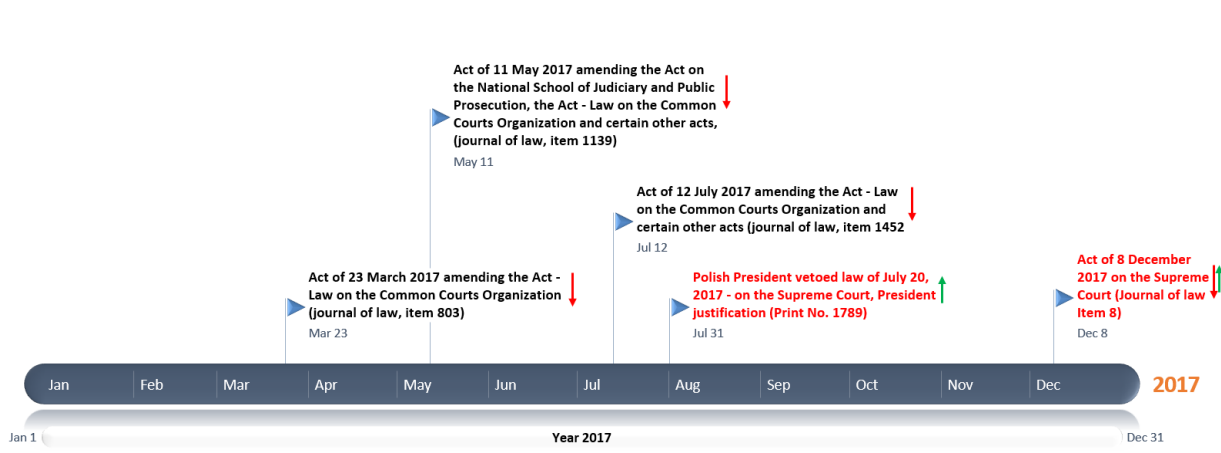 Act of 11 May 2017 amending the Act on
the National School of Judiciary and Public
Prosecution, the Act - Law on the Common
Courts Organization and certain other acts,
(journal of law, item 1139)
May 11
Act of 12 July 2017 amending the Act - Law
on the Common Courts Organization and
certain other acts (journal of law, item 1452
Jul 12
Act of 23 March 2017 amending the Act -
Law on the Common Courts Organization
(journal of law, item 803)
Mar 23
Polish President vetoed law of July 20,
2017 - on the Supreme Court, President
justification (Print No. 1789)
Jul 31
Act of 8 December
2017 on the Supreme
Court (Journal of law
Item 8)
Dec 8
Jan Feb Mar Apr May Jun Jul Aug Sep Oct Nov Dec 2017
Jan 1 Year 2017 Dec 31